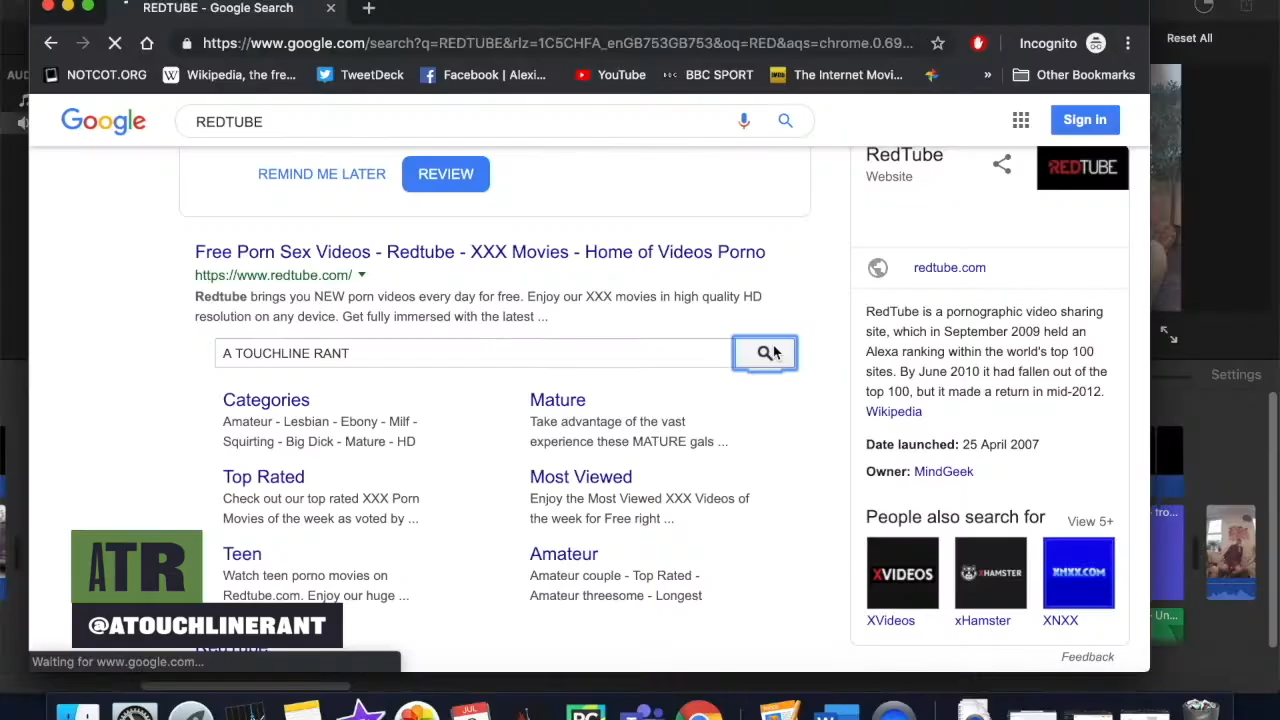 REDTUBE - Google Search
Reset All
https://www.google.com/search?q=REDTUBE&rlz=1C5CHFA_enGB753GB753&oq=RED&aqs=chrome.0.69...
Incognito
NOTCOT.ORG
Wikipedia, the fre...
TweetDeck
Facebook | Alexi...
YouTube
BBC SPORT
The Internet Movi...
»
Other Bookmarks
AUD
Google
REDTUBE
Sign in
REMIND ME LATER
REVIEW
RedTube
Website
REDTUBE
Free Porn Sex Videos - Redtube - XXX Movies - Home of Videos Porno
https://www.redtube.com/
Redtube brings you NEW porn videos every day for free. Enjoy our XXX movies in high quality HD
resolution on any device. Get fully immersed with the latest ...
A TOUCHLINE RANT
Categories
Amateur - Lesbian - Ebony - Milf -
Squirting - Big Dick - Mature - HD
Mature
Take advantage of the vast
experience these MATURE gals ...
Top Rated
Check out our top rated XXX Porn
Movies of the week as voted by ...
Most Viewed
Enjoy the Most Viewed XXX Videos of
the week for Free right ...
Teen
Watch teen porno movies on
Redtube.com. Enjoy our huge ...
Amateur
Amateur couple - Top Rated -
Amateur threesome - Longest
redtube.com
RedTube is a pornographic video sharing
site, which in September 2009 held an
Alexa ranking within the world's top 100
sites. By June 2010 it had fallen out of the
top 100, but it made a return in mid-2012.
Wikipedia
Date launched: 25 April 2007
Owner: MindGeek
People also search for
View 5+
XVIDEOS
XHAMSTER
XNXX.COM
XVideos
xHamster
XNXX
Feedback
Settings
- tro...
- Un...
ATR
@ATOUCHLINERANT
Waiting for www.google.com...
JUL